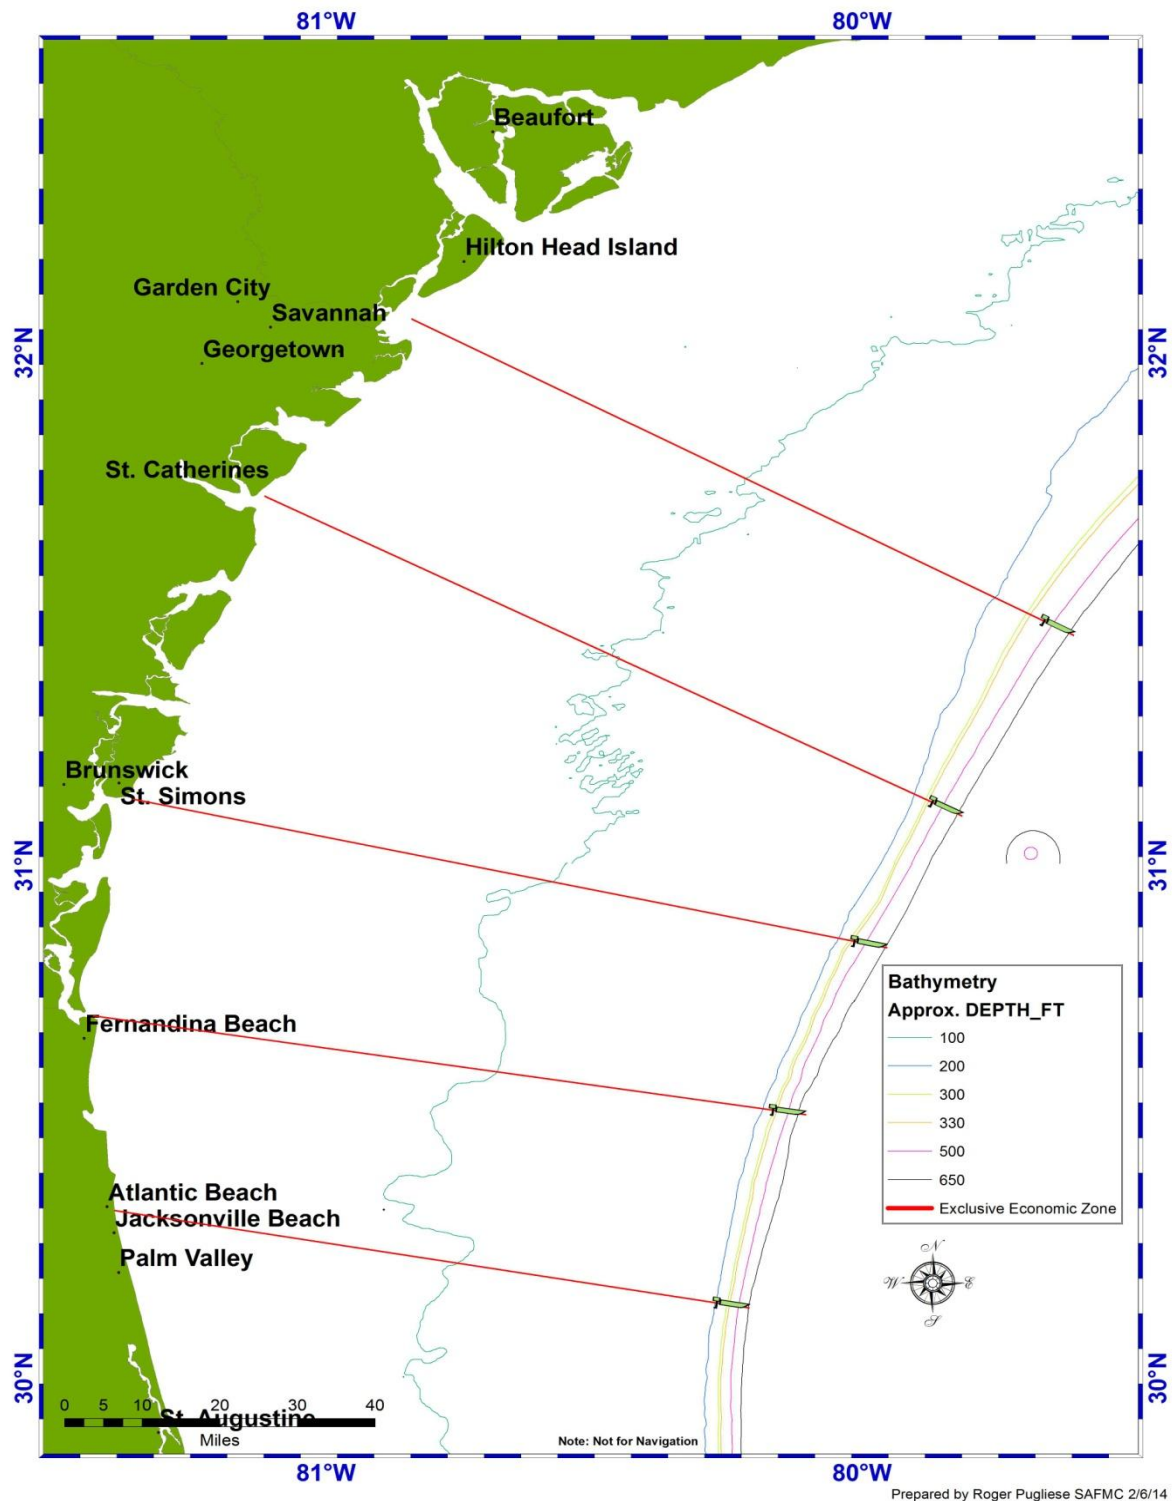 81°W 80°W
Beaufort
Hilton Head Island
Garden City
Savannah
32°N 32°N
Georgetown
St. Catherines
Brunswick
St. Simons
31°N 31°N
Bathymetry
Approx. DEPTH_FT
100
200
300
330
500
650
Exclusive Economic Zone
Fernandina Beach
Atlantic Beach
Jacksonville Beach
Palm Valley
N
W E
S
30°N 30°N
0 5 10 20 30 40
St. Augustine
Miles
Note: Not for Navigation
81°W 80°W
Prepared by Roger Pugliese SAFMC 2/6/14